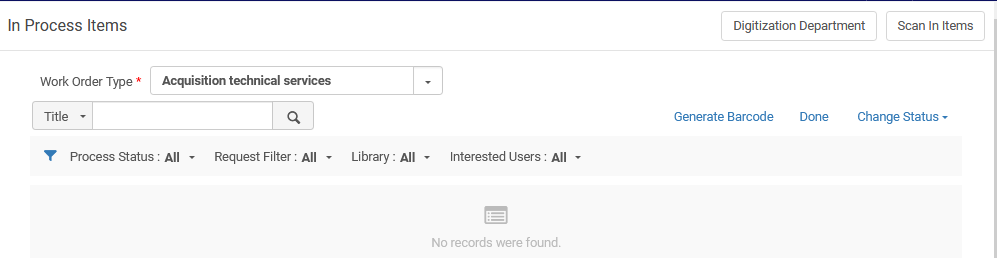 In Process Items
Digitization Department
Scan In Items
Work Order Type * Acquisition technical services
Title
Generate Barcode
Done
Change Status
Process Status : All
Request Filter : All
Library : All
Interested Users : All
No records were found.